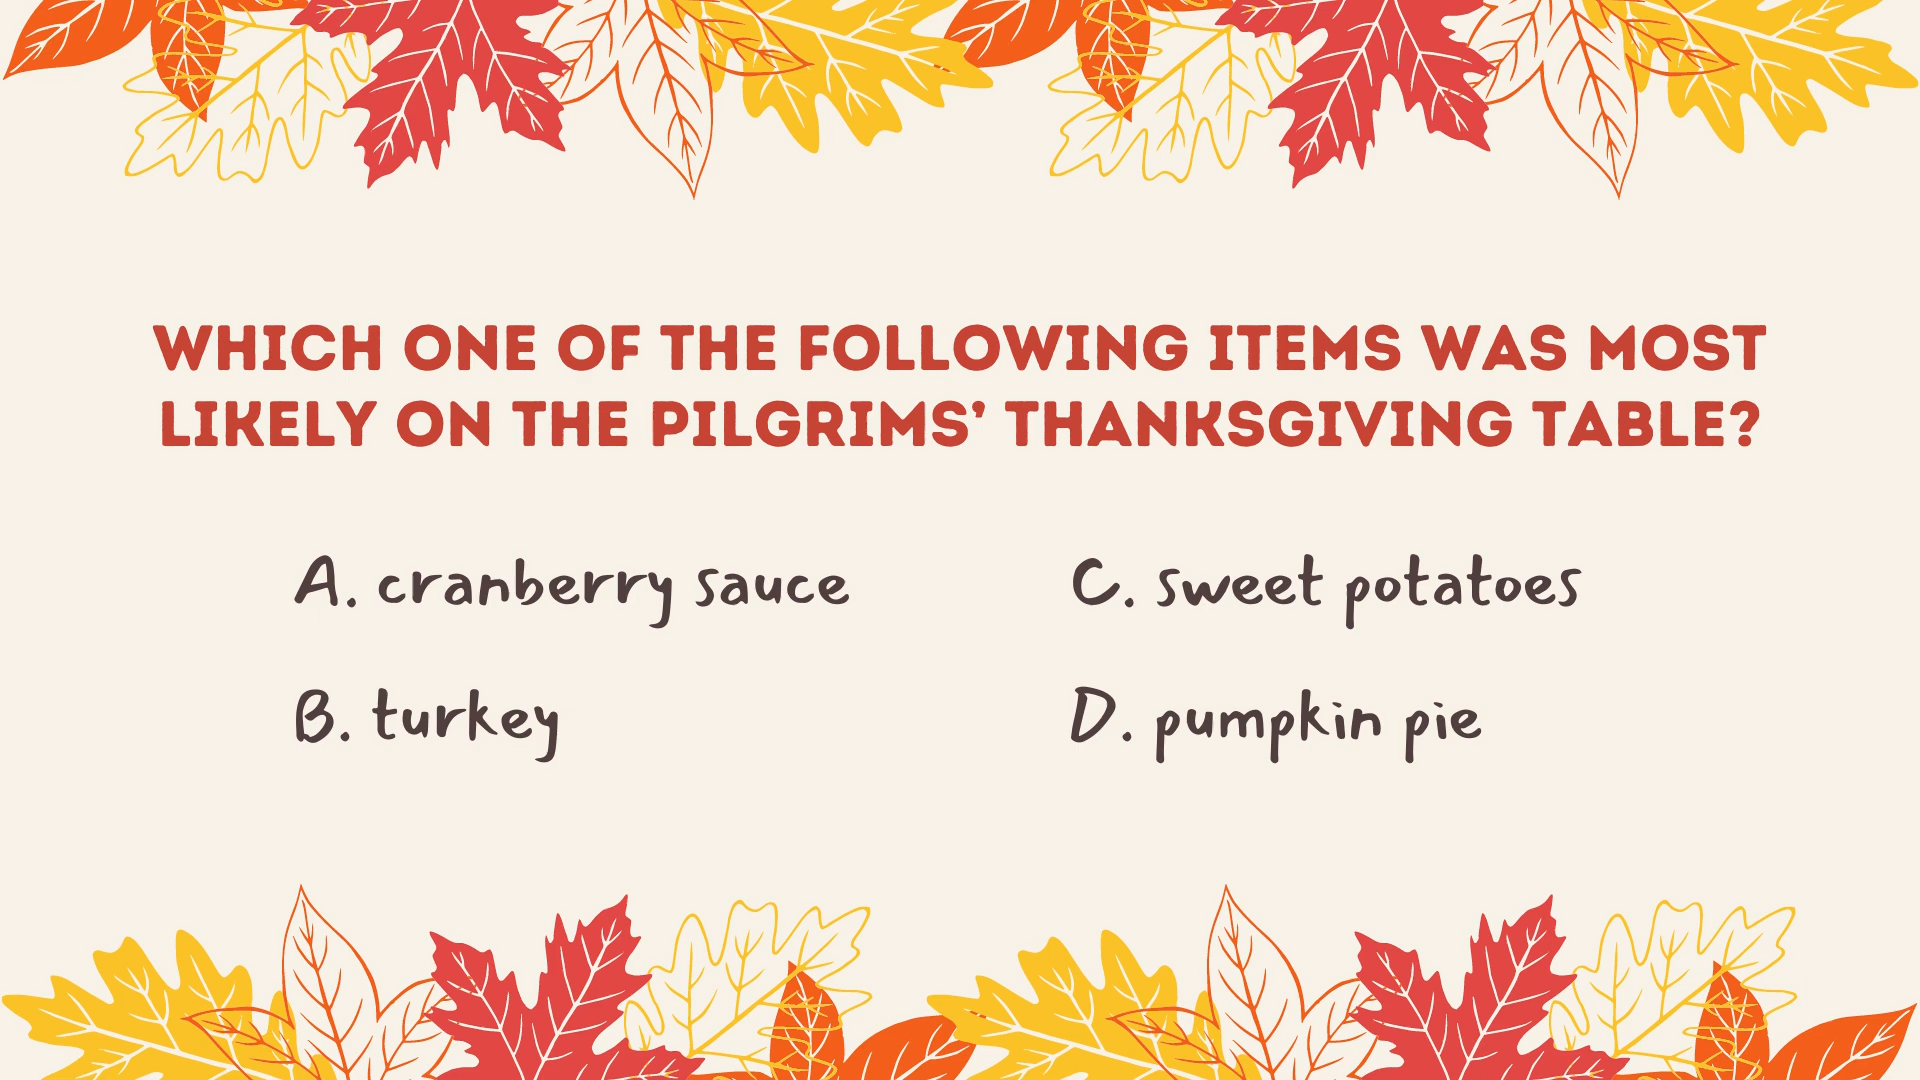 WHICH ONE OF THE FOLLOWING ITEMS WAS MOST
LIKELY ON THE PILGRIMS’ THANKSGIVING TABLE?
A. cranberry sauce
B. turkey
C. sweet potatoes
D. pumpkin pie